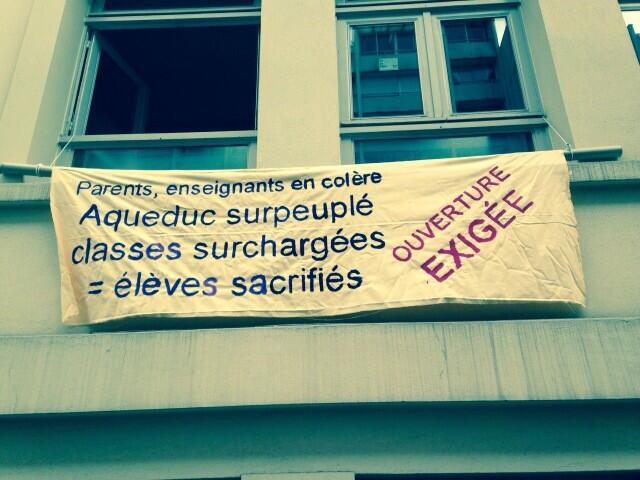 Parents, enseignants en colère
Aqueduc surpeuplé
classes surchargées
= élèves sacrifiés
OUVERTURE
EXIGÉE